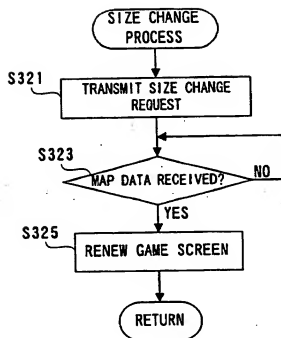 SIZE CHANGE
PROCESS
S321
TRANSMIT SIZE CHANGE
REQUEST
S323
MAP DATA RECEIVED?
NO
YES
S325
RENEW GAME SCREEN
RETURN